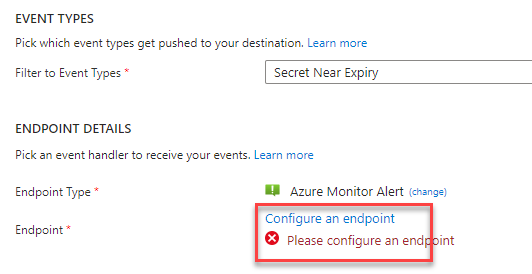 EVENT TYPES
Pick which event types get pushed to your destination. Learn more
Filter to Event Types *
Secret Near Expiry
ENDPOINT DETAILS
Pick an event handler to receive your events. Learn more
Endpoint Type *
Azure Monitor Alert (change)
Endpoint *
Configure an endpoint
Please configure an endpoint